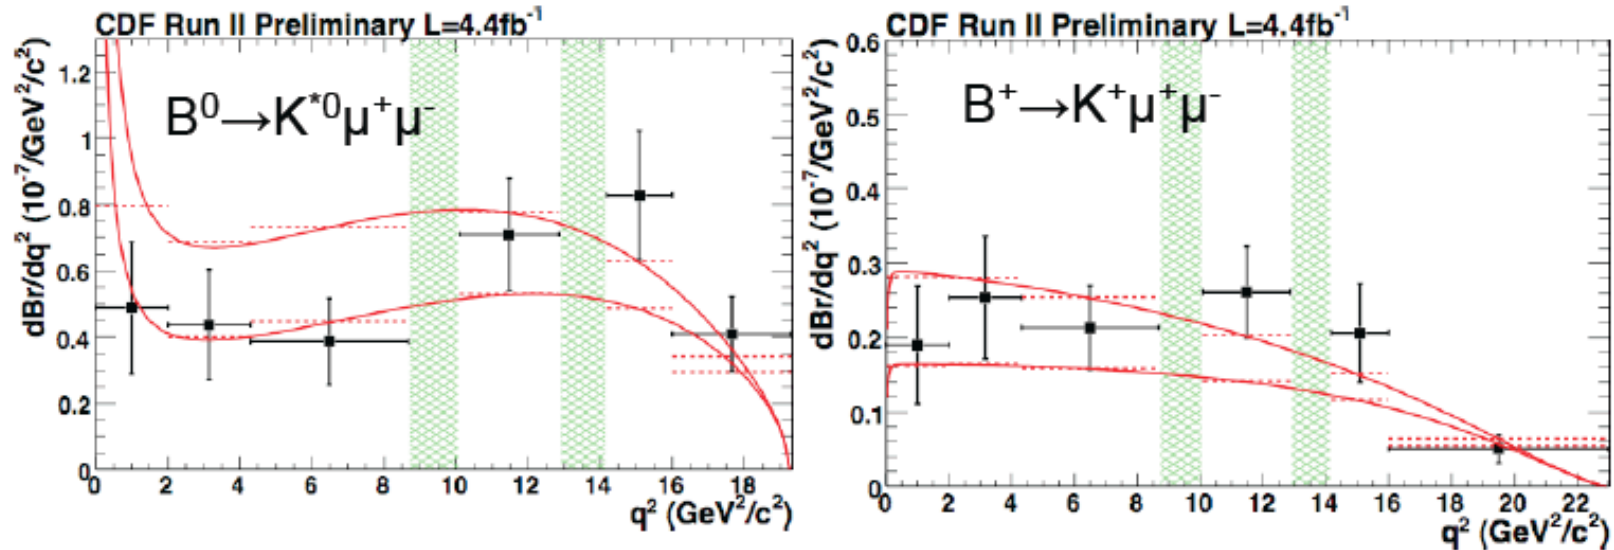 CDF Run II Preliminary L=4.4fb⁻¹
dBr/dq² (10⁻⁷/GeV²/c²)
B⁰→K*⁰μ⁺μ⁻
1.2
1
0.8
0.6
0.4
0.2
0
0 2 4 6 8 10 12 14 16 18
q² (GeV²/c²)
CDF Run II Preliminary L=4.4fb⁻¹
dBr/dq² (10⁻⁷/GeV²/c²)
B⁺→K⁺μ⁺μ⁻
0.6
0.5
0.4
0.3
0.2
0.1
0
0 2 4 6 8 10 12 14 16 18 20 22
q² (GeV²/c²)